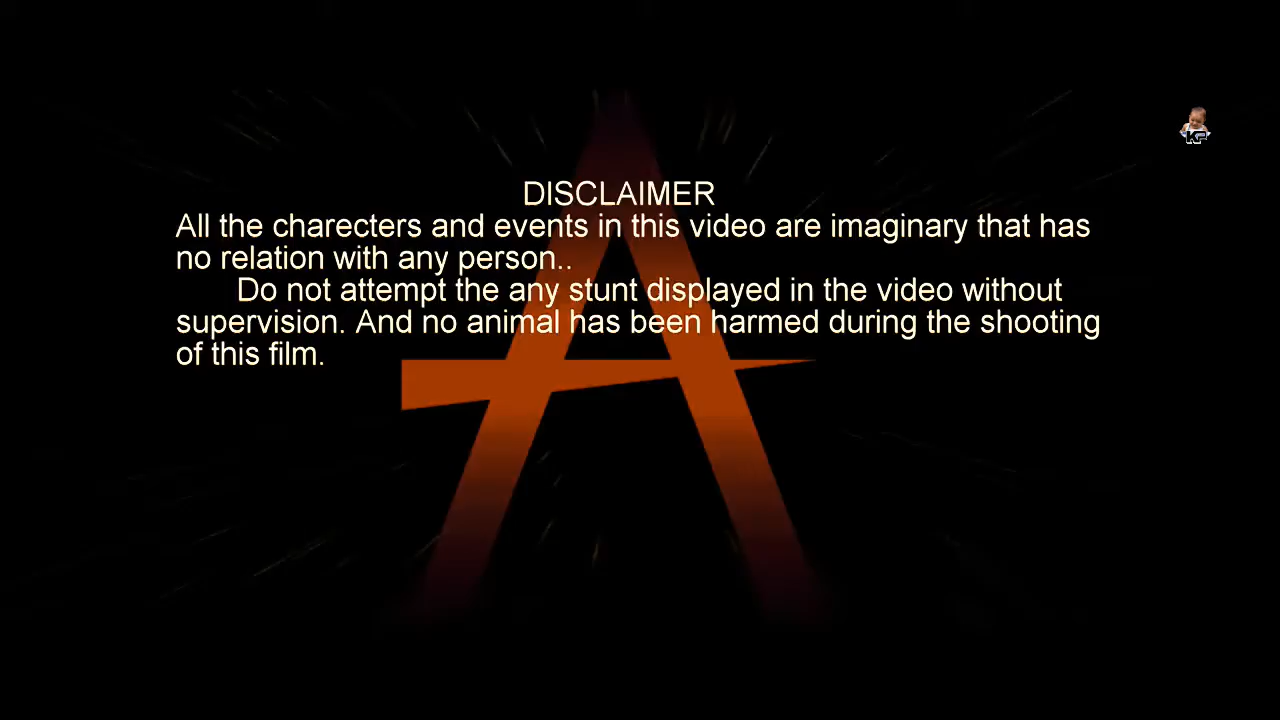 DISCLAIMER
All the charecters and events in this video are imaginary that has
no relation with any person..
Do not attempt the any stunt displayed in the video without
supervision. And no animal has been harmed during the shooting
of this film.
KF